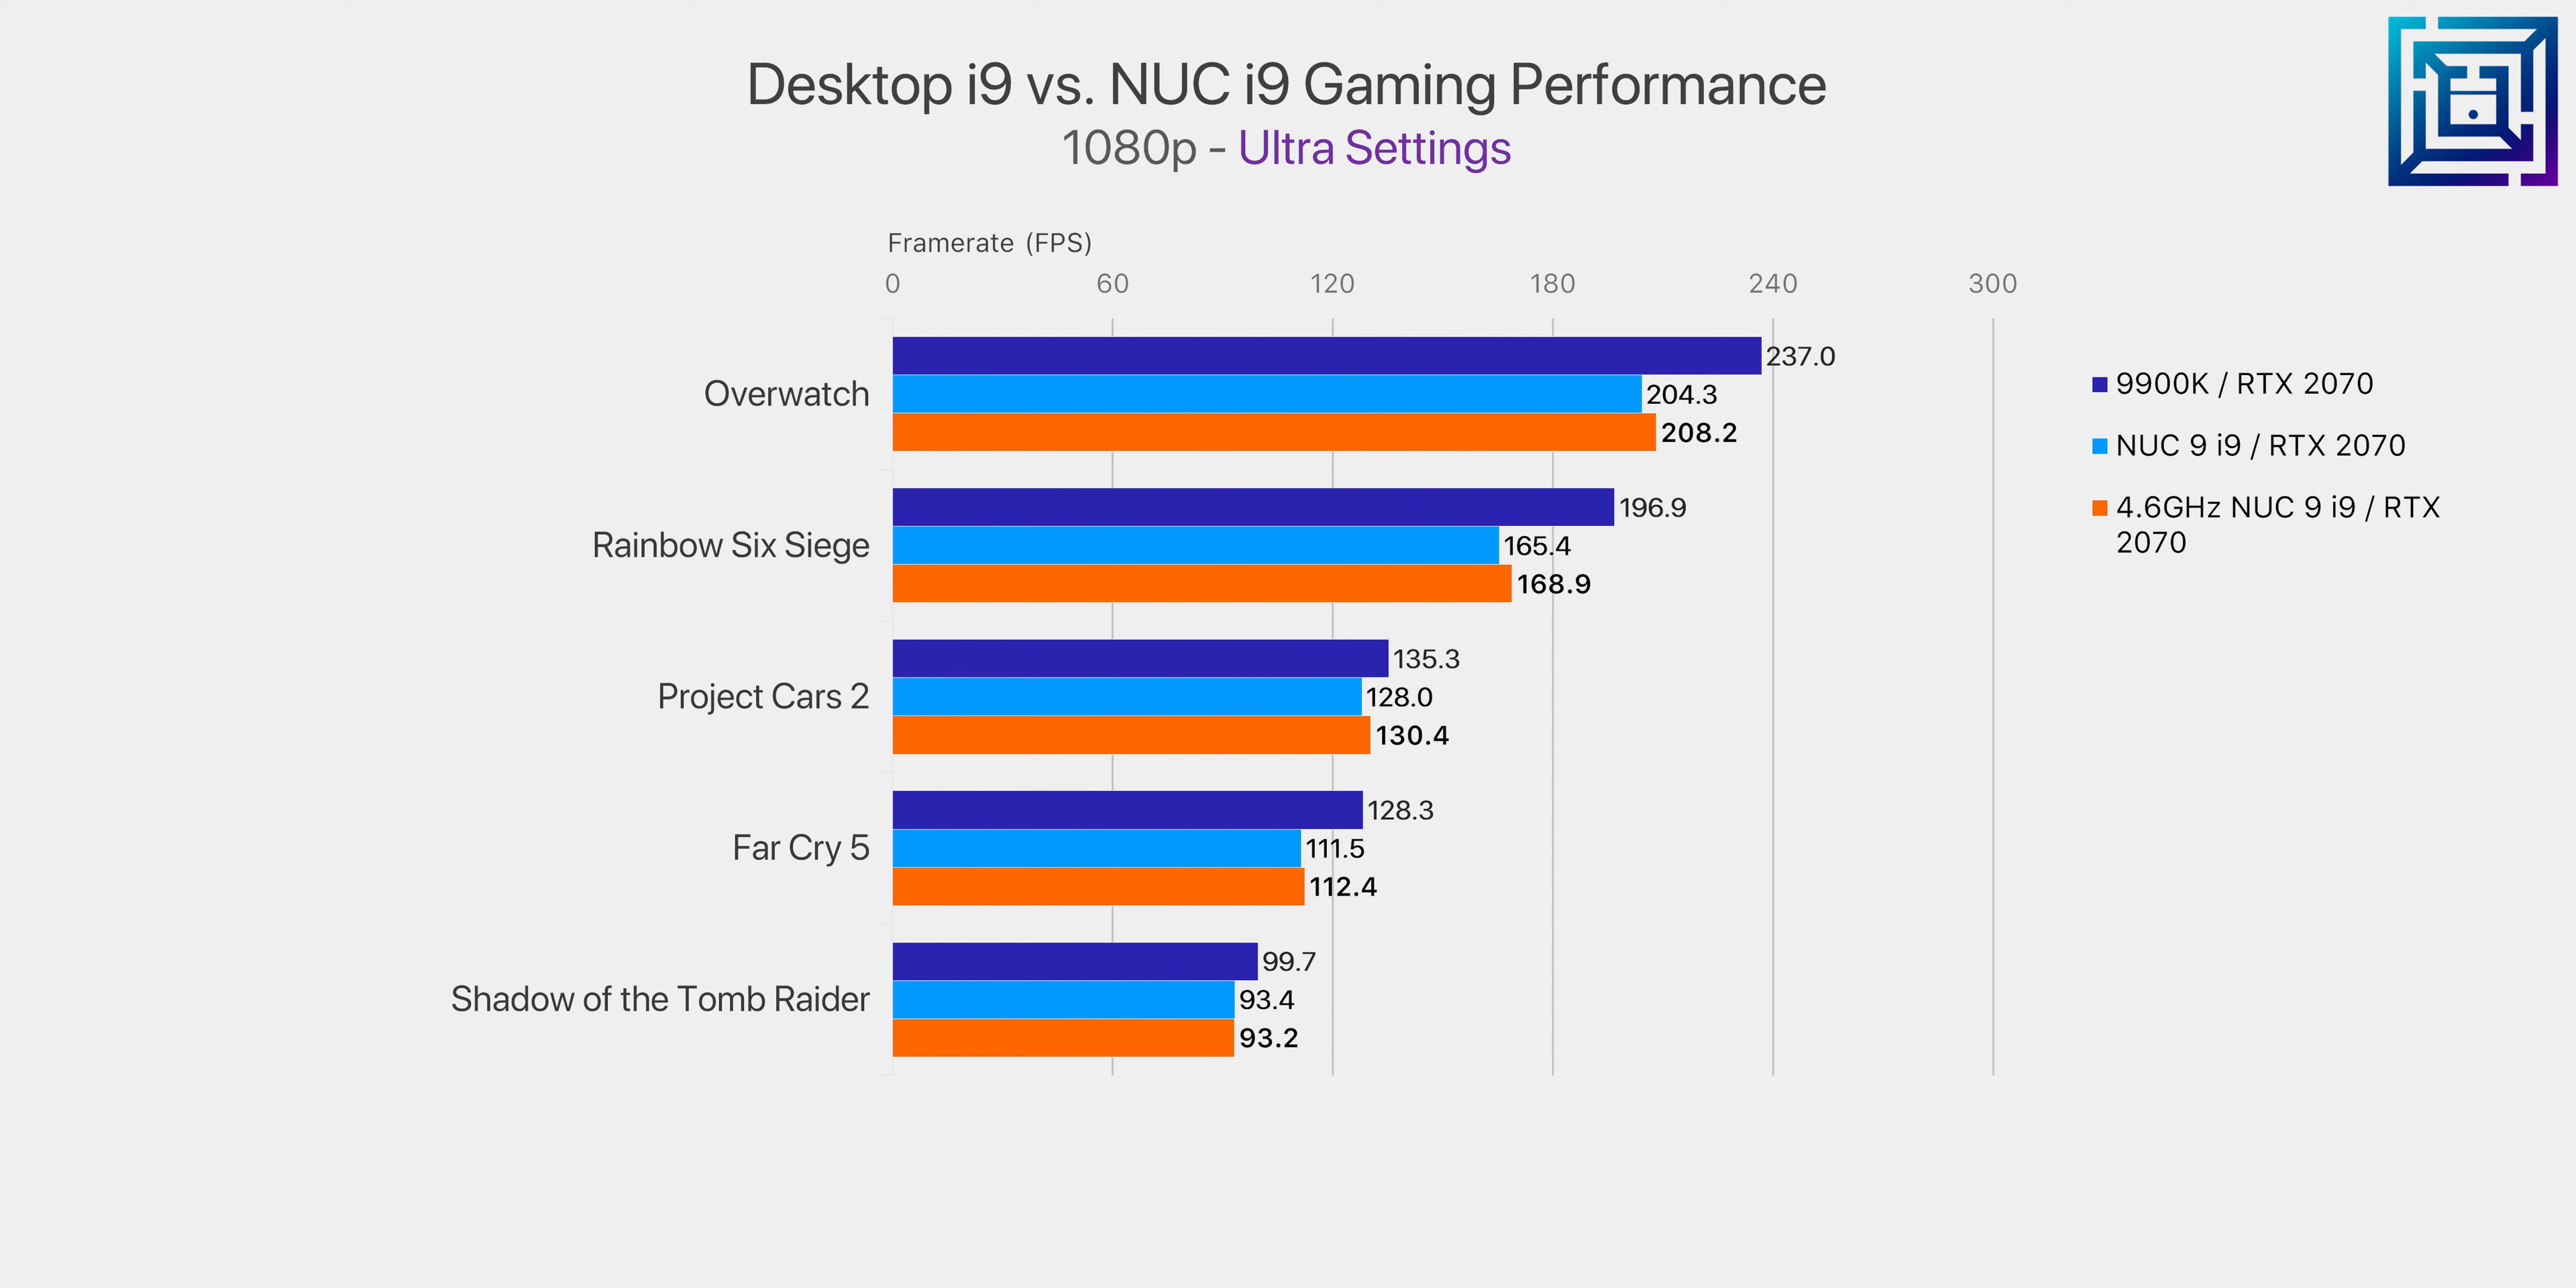 Desktop i9 vs. NUC i9 Gaming Performance
1080p - Ultra Settings
Framerate (FPS)
0 60 120 180 240 300
Overwatch
237.0
204.3
208.2
Rainbow Six Siege
196.9
165.4
168.9
Project Cars 2
135.3
128.0
130.4
Far Cry 5
128.3
111.5
112.4
Shadow of the Tomb Raider
99.7
93.4
93.2
9900K / RTX 2070
NUC 9 i9 / RTX 2070
4.6GHz NUC 9 i9 / RTX
2070